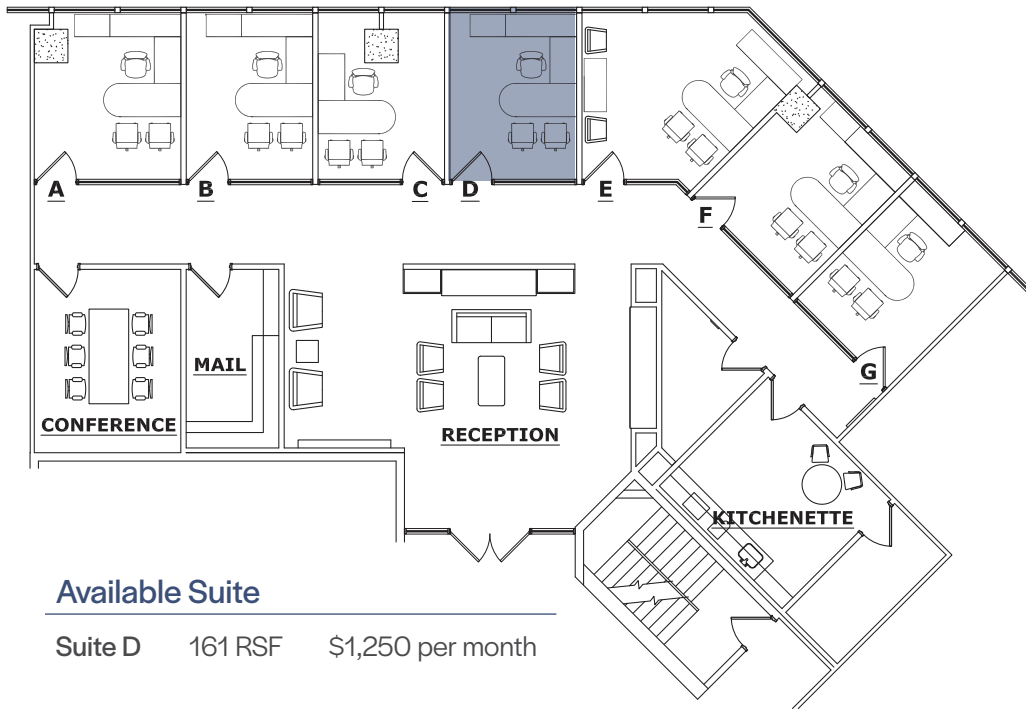 A
B
C
D
E
F
G
MAIL
CONFERENCE
RECEPTION
KITCHENETTE
Available Suite
Suite D 161 RSF $1,250 per month